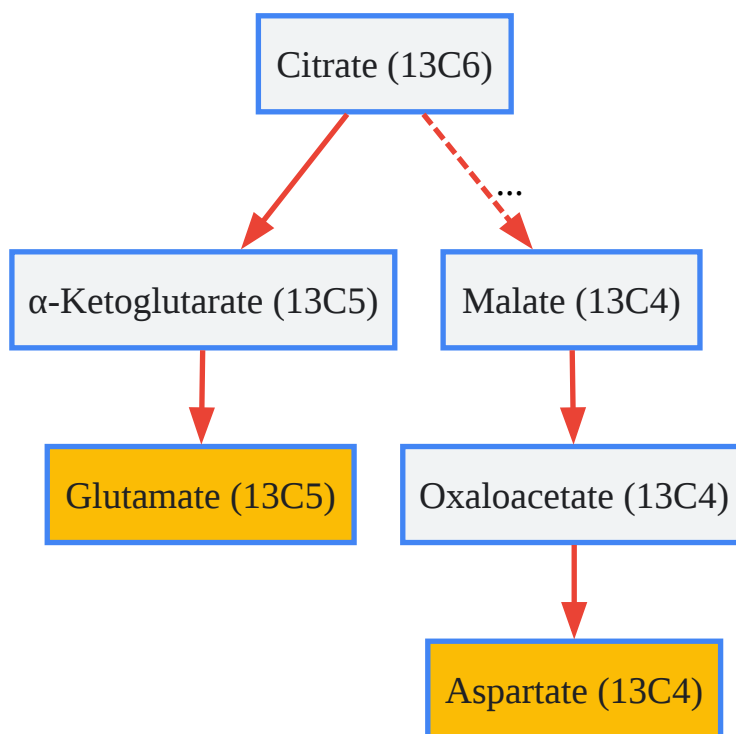 Citrate (13C6)
...
α-Ketoglutarate (13C5)
Malate (13C4)
Glutamate (13C5)
Oxaloacetate (13C4)
Aspartate (13C4)